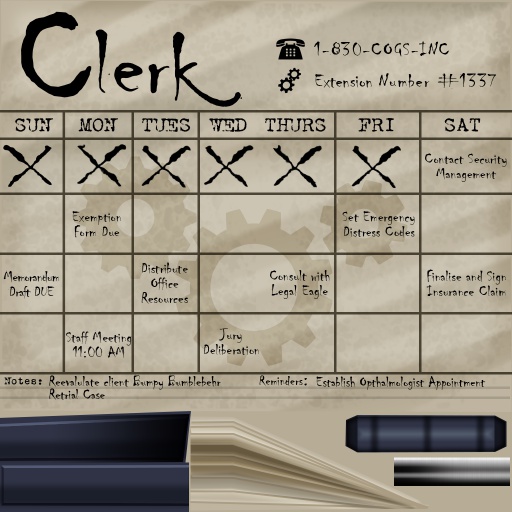 Clerk
1-830-COGS-INC
Extension Number #1337
SUN MON TUES WED THURS FRI SAT
Contact Security
Management
Exemption
Form Due
Set Emergency
Distress Codes
Memorandum
Draft DUE
Distribute
Office
Resources
Consult with
Legal Eagle
Finalise and Sign
Insurance Claim
Staff Meeting
11:00 AM
Jury
Deliberation
Notes: Reevalulate client Bumpy Bumblebehr
Retrial Case
Reminders: Establish Opthalmologist Appointment